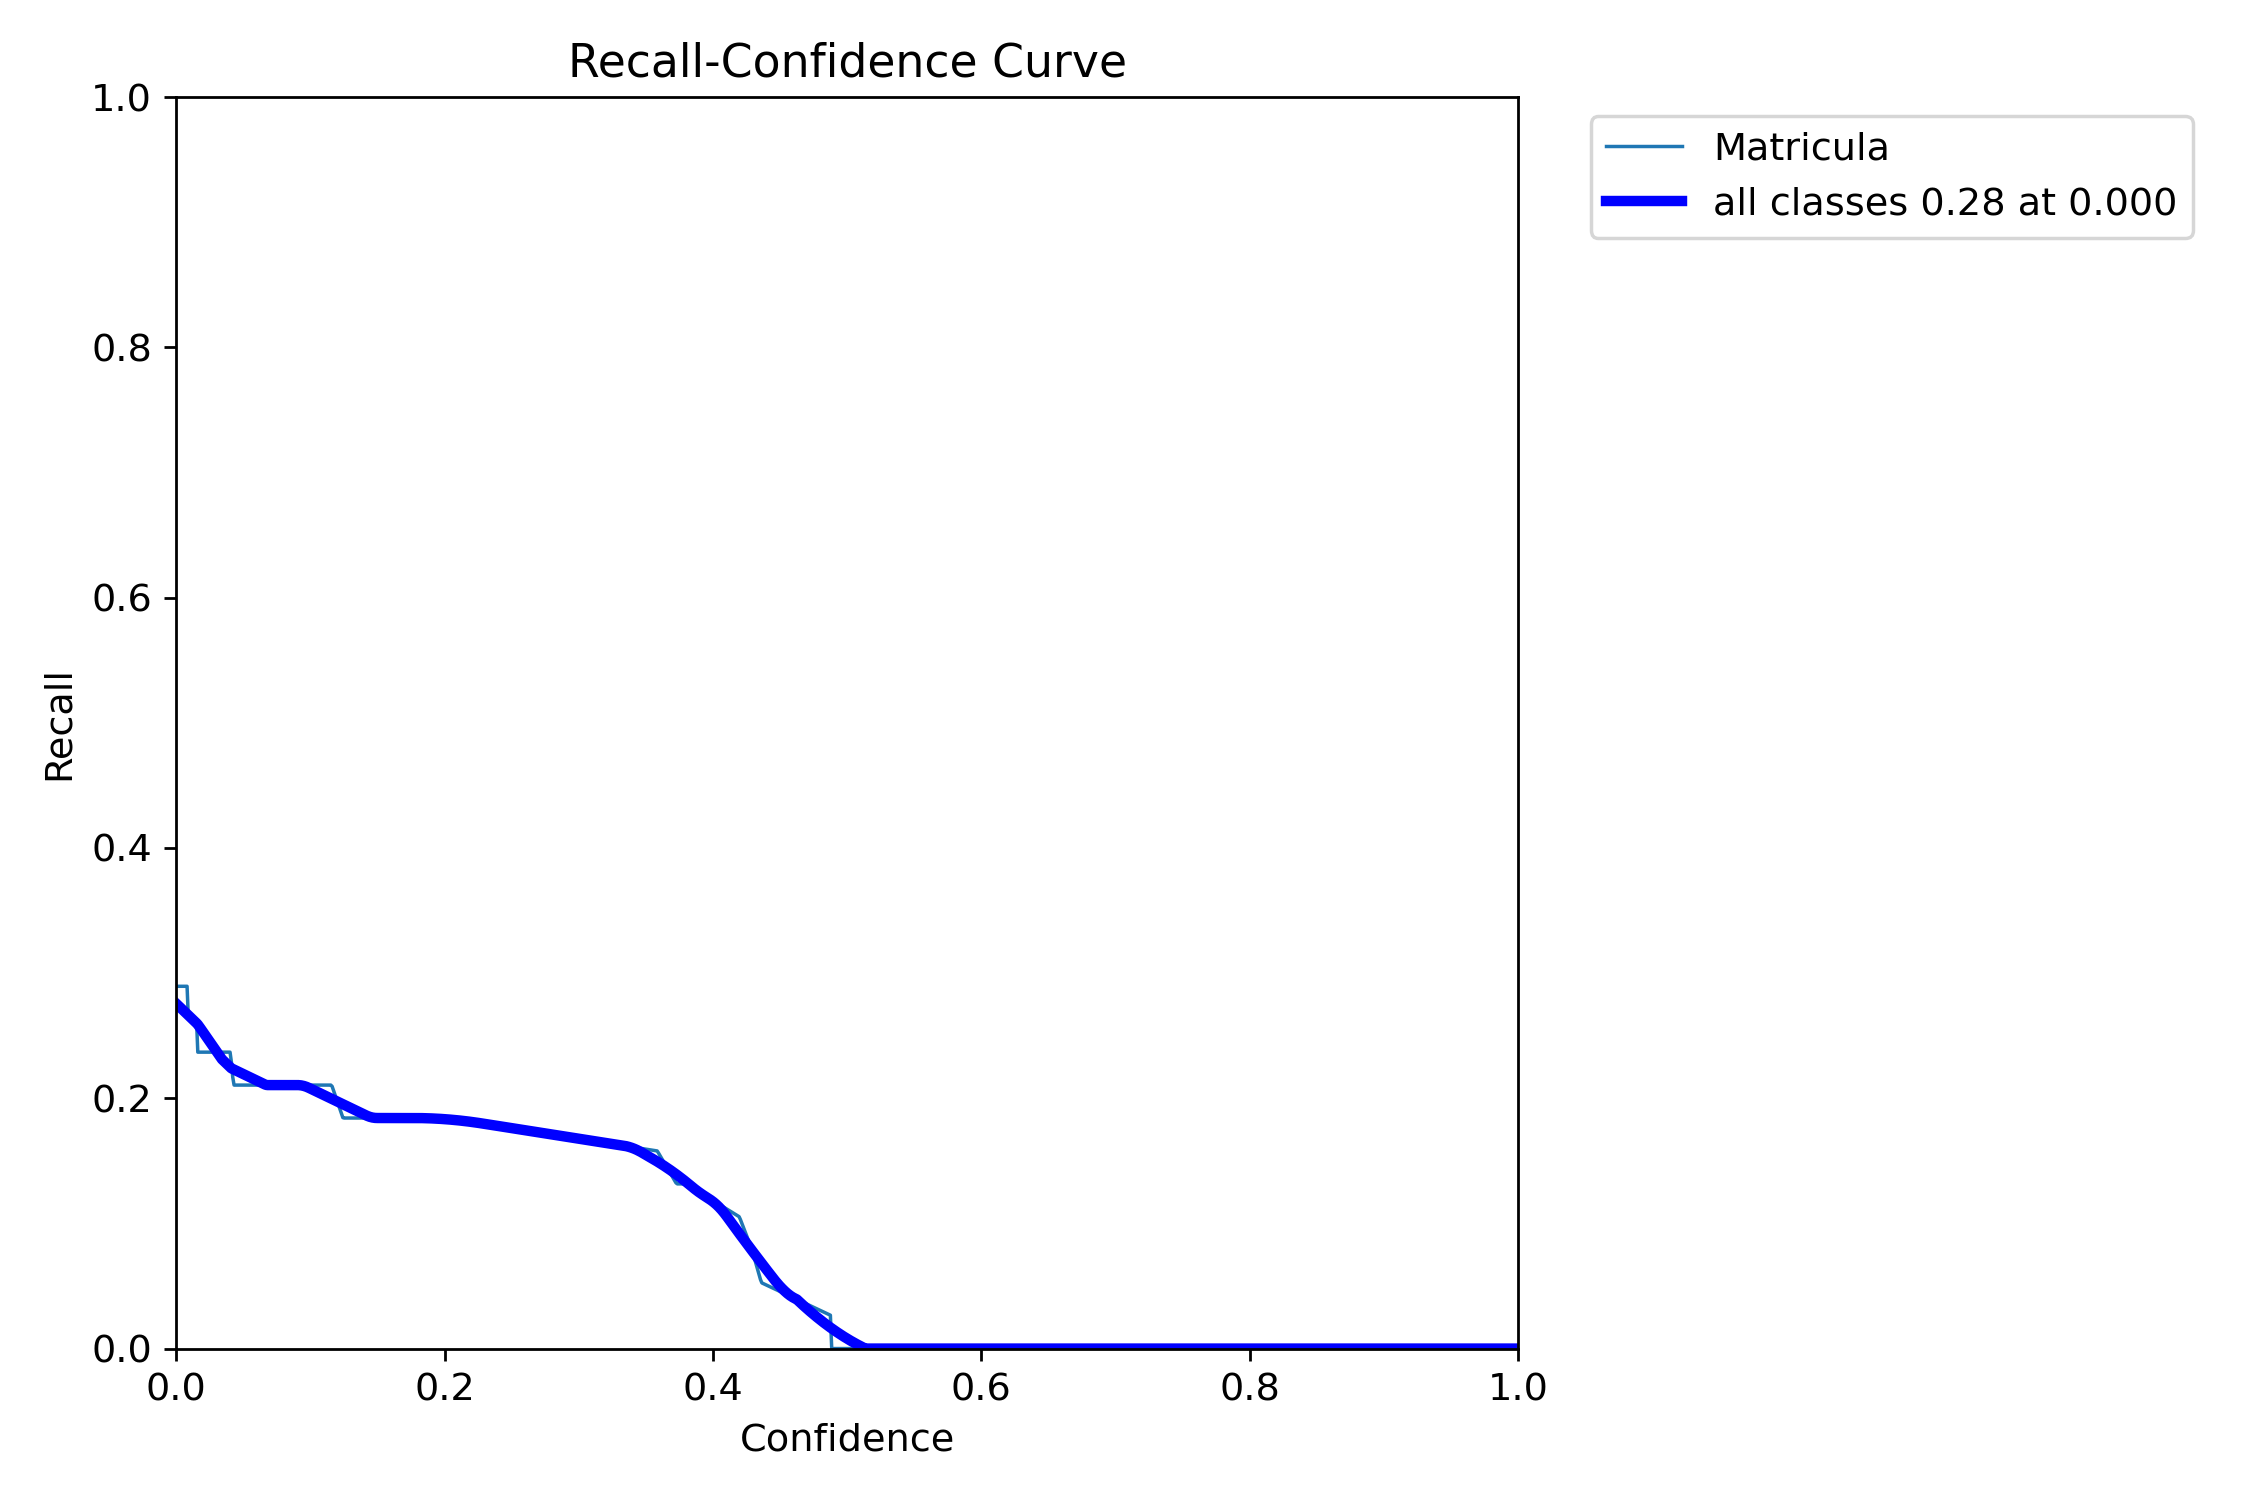 Recall-Confidence Curve
1.0
0.8
0.6
0.4
0.2
0.0
Recall
0.0 0.2 0.4 0.6 0.8 1.0
Confidence
Matricula
all classes 0.28 at 0.000